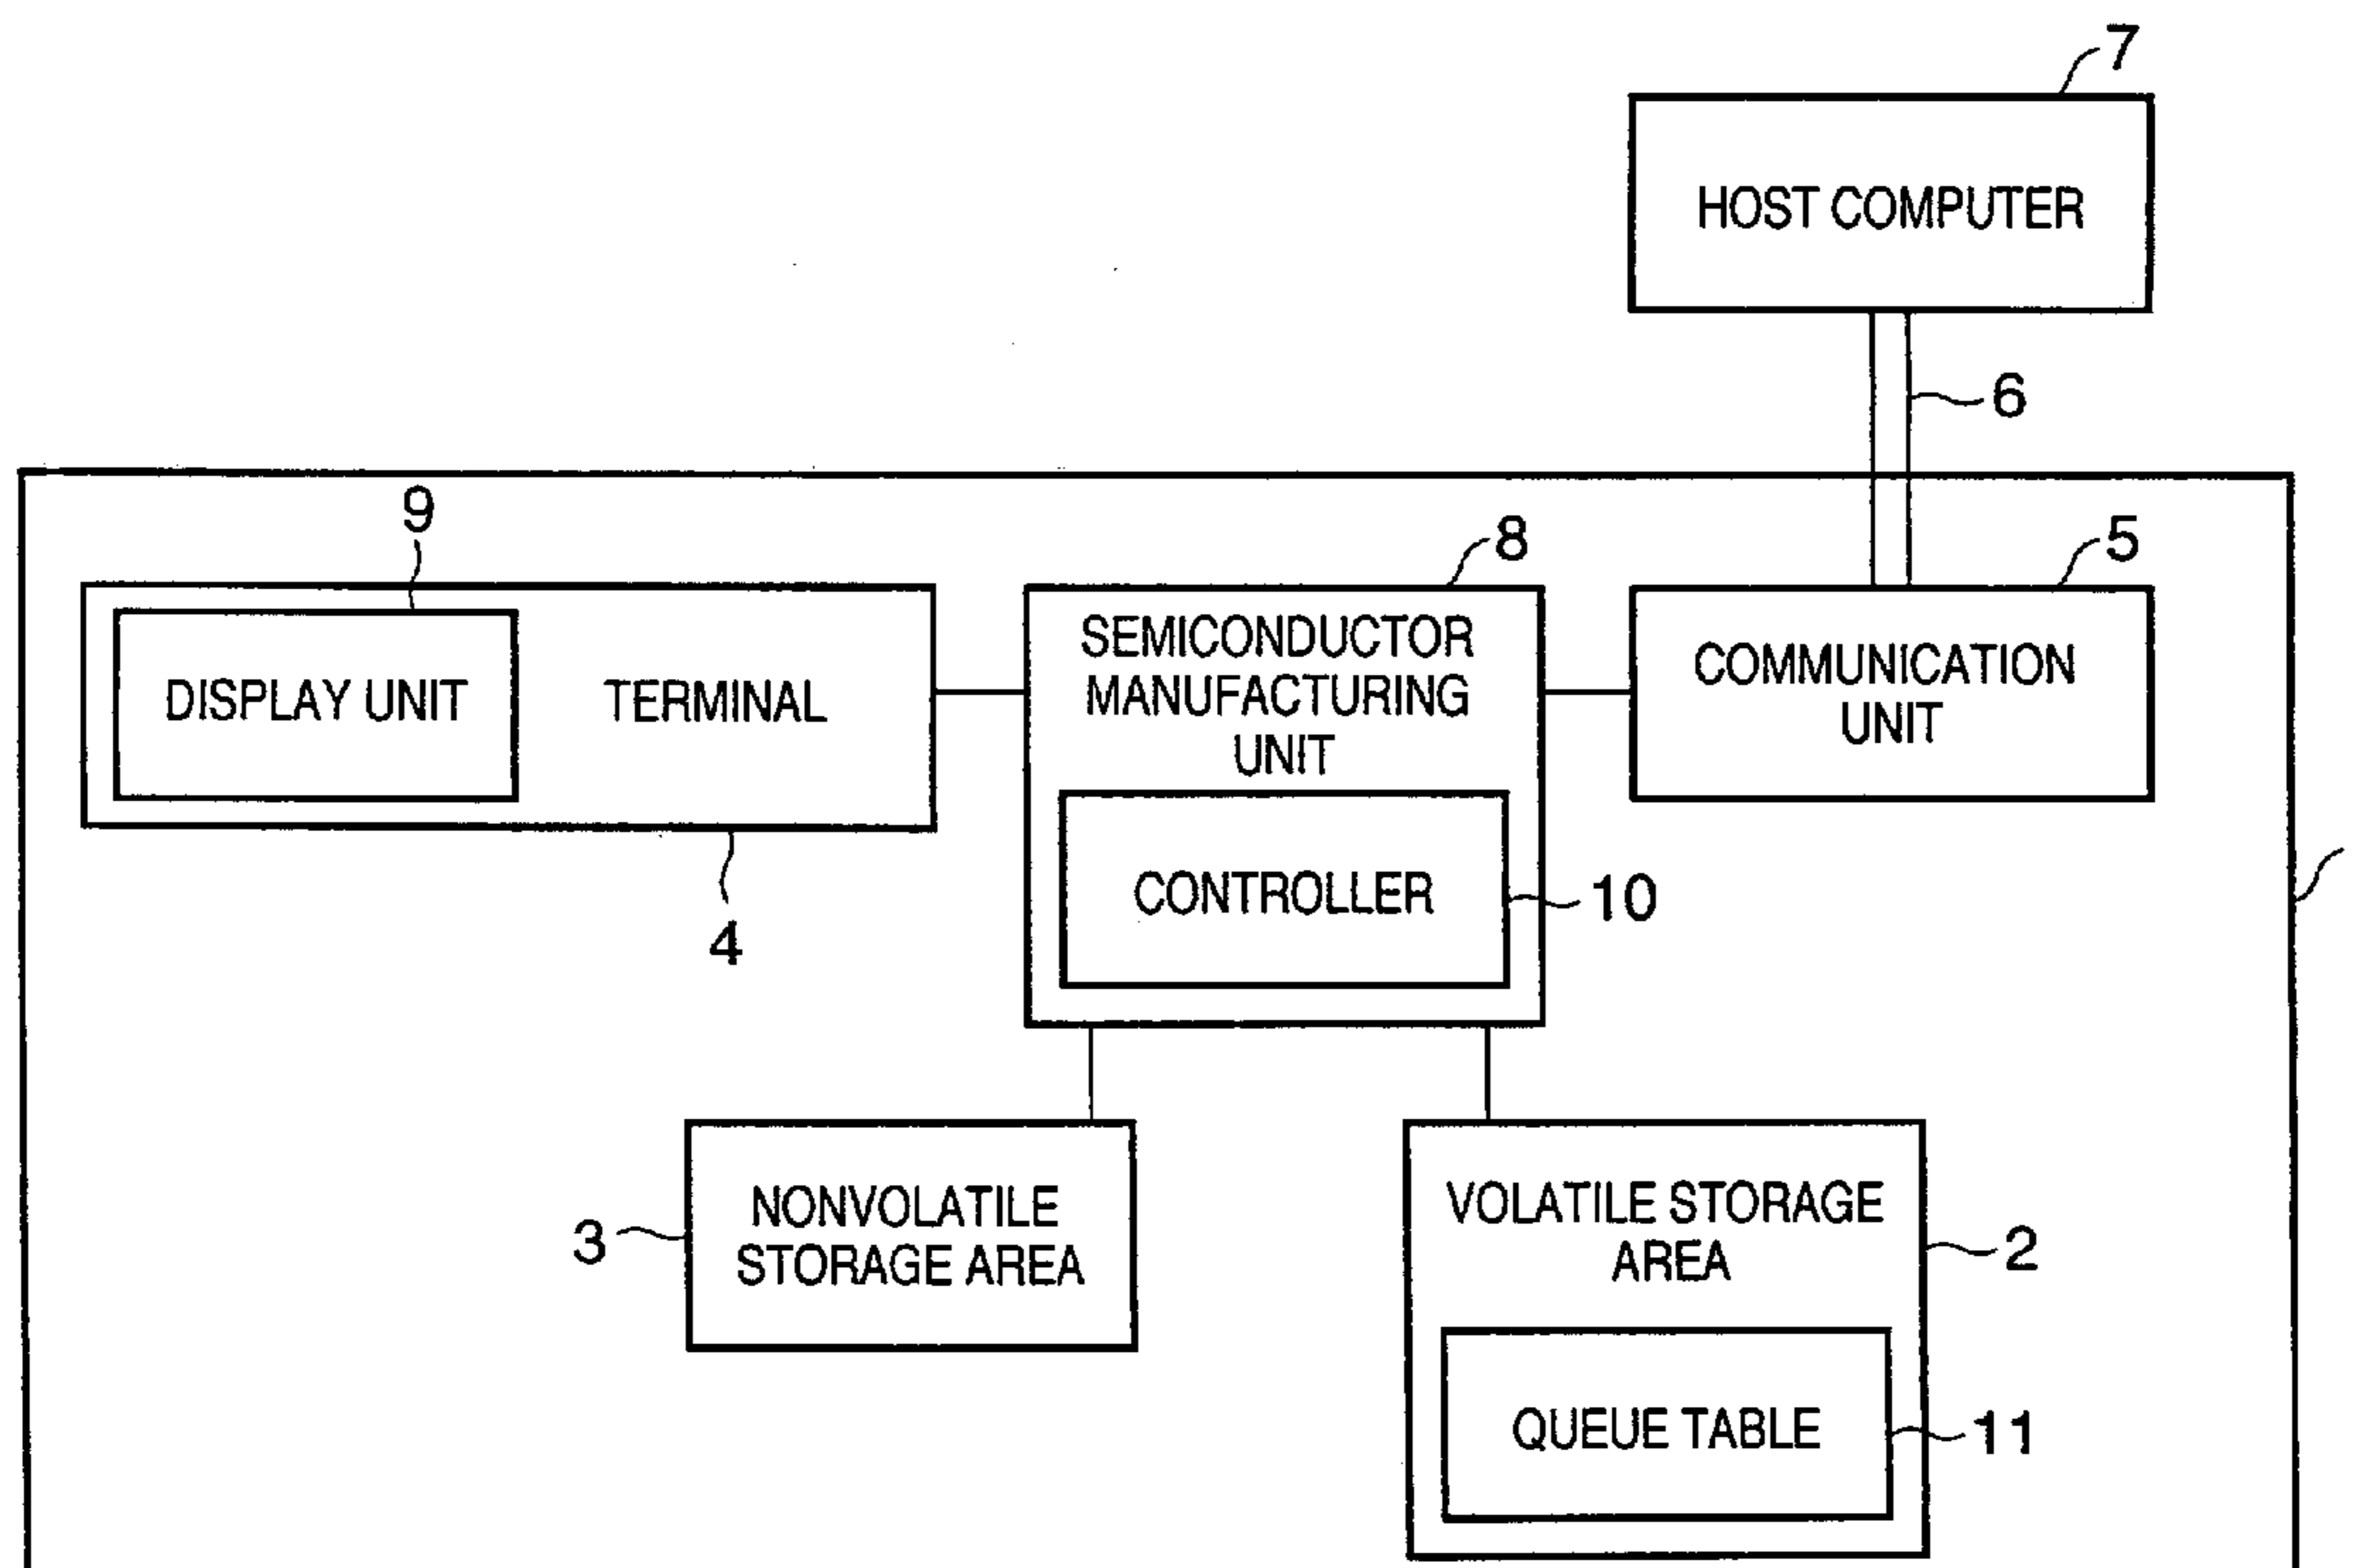 7
HOST COMPUTER
6
9
8
5
DISPLAY UNIT
TERMINAL
SEMICONDUCTOR
MANUFACTURING
UNIT
COMMUNICATION
UNIT
CONTROLLER
10
4
3
NONVOLATILE
STORAGE AREA
VOLATILE STORAGE
AREA
2
QUEUE TABLE
11